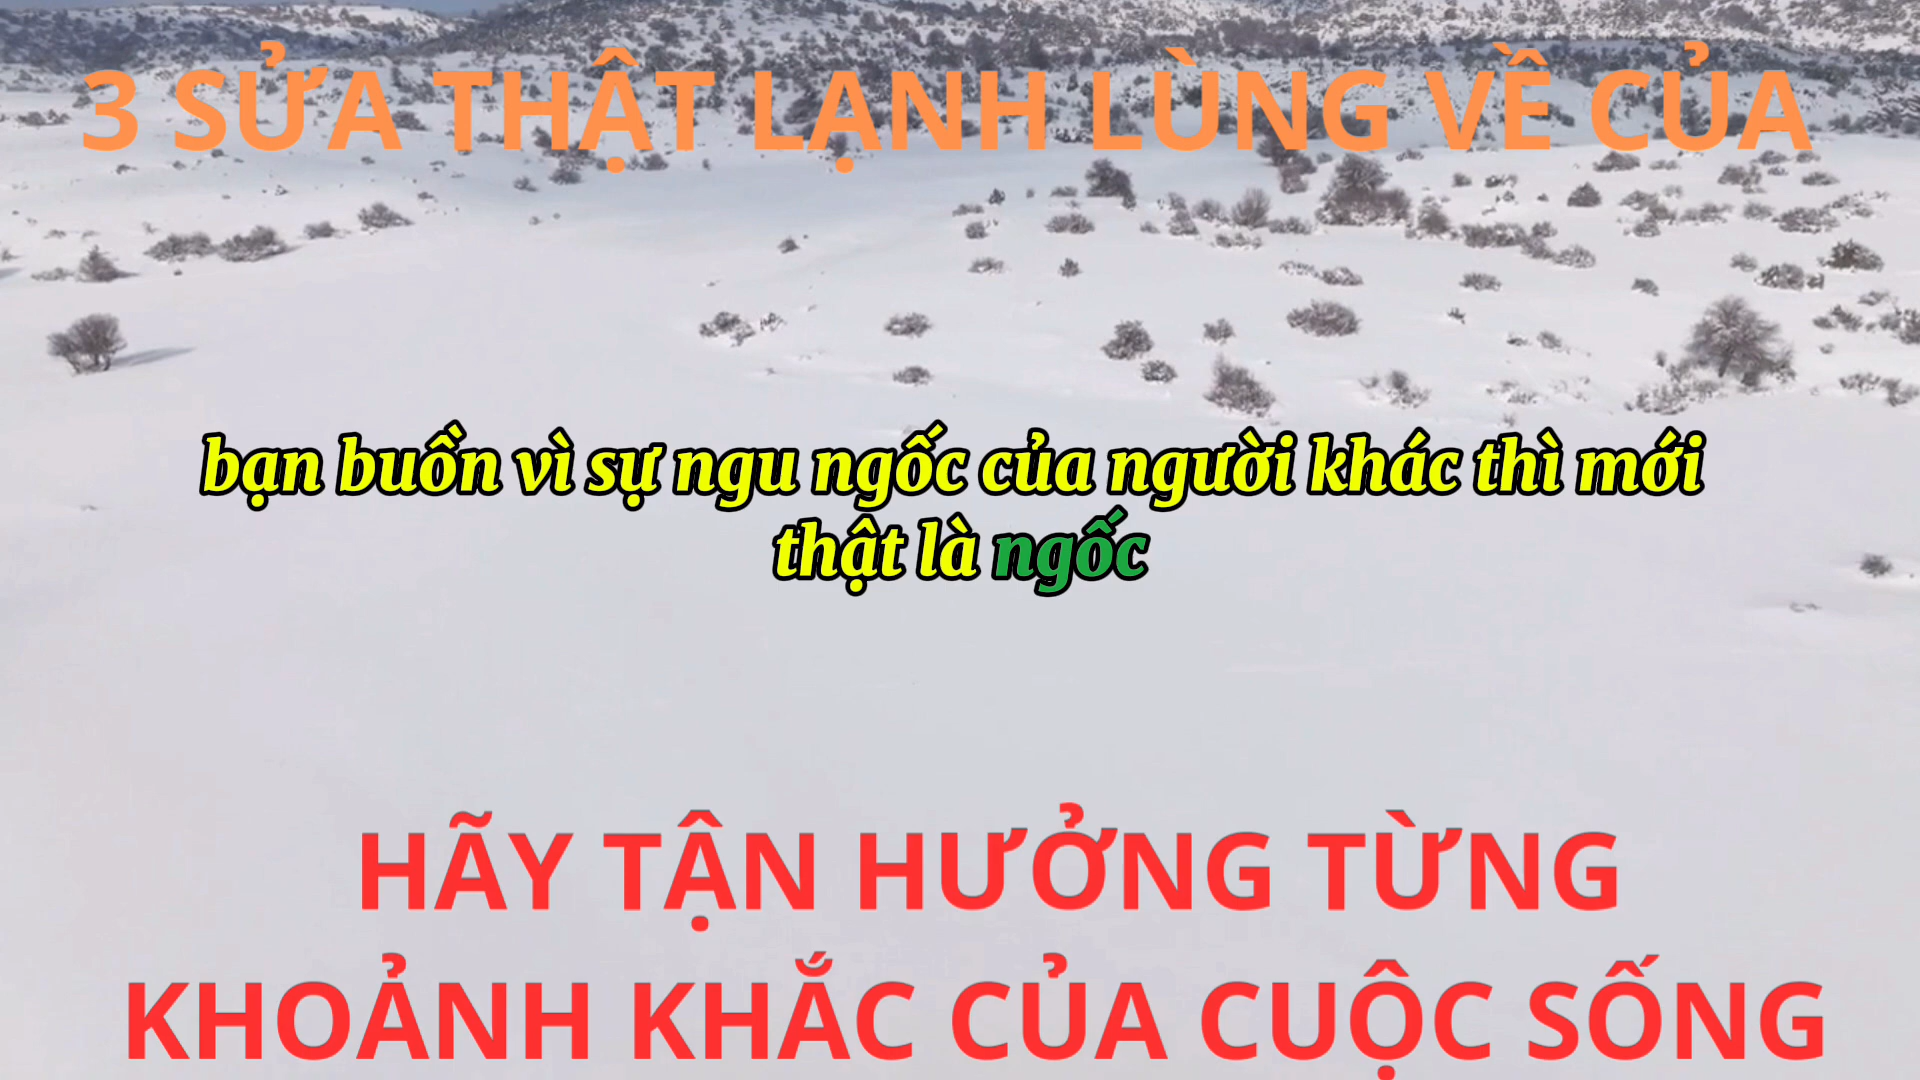 3 SỬA THẬT LẠNH LÙNG VỀ CỦA
bạn buồn vì sự ngu ngốc của người khác thì mới
thật là ngốc
HÃY TẬN HƯỞNG TỪNG
KHOẢNH KHẮC CỦA CUỘC SỐNG